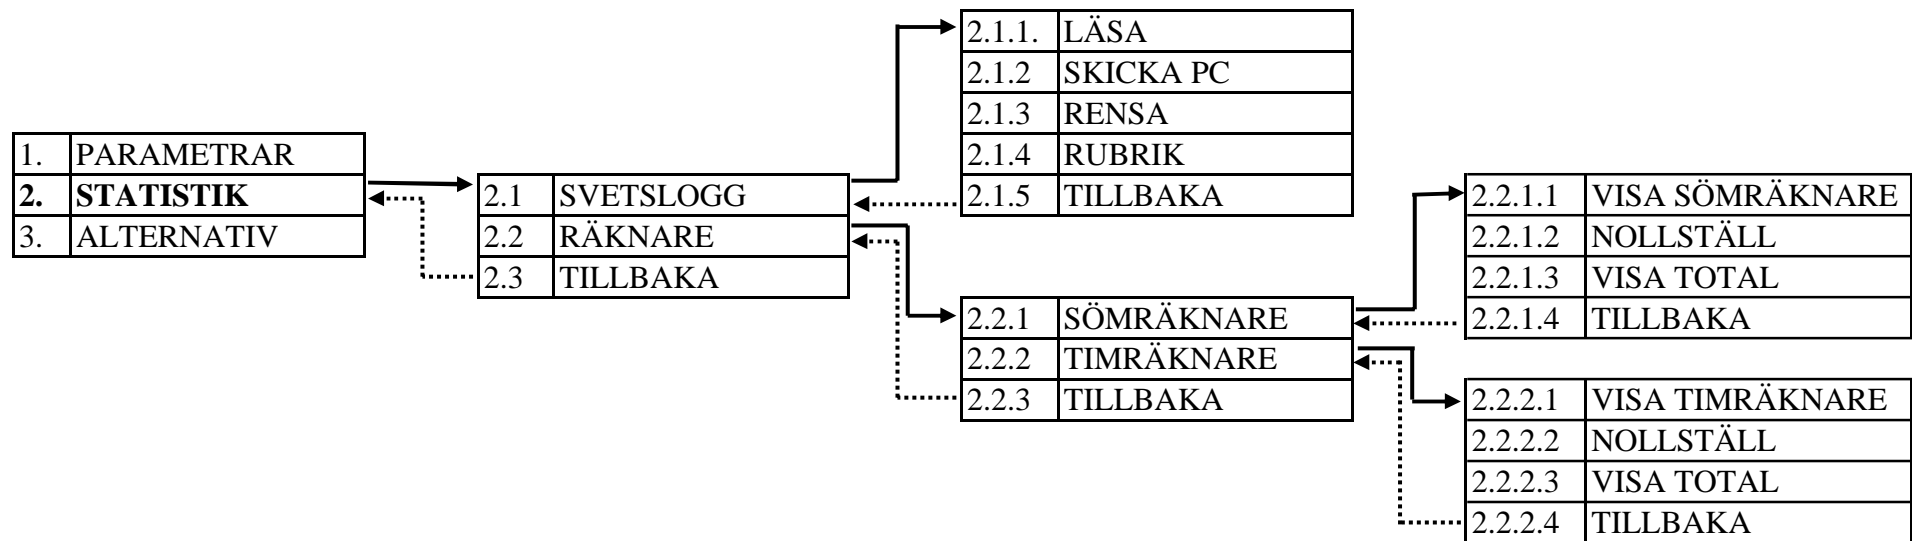 1. PARAMETRAR
2. STATISTIK
3. ALTERNATIV
2.1 SVETSLOGG
2.2 RÄKNARE
2.3 TILLBAKA
2.1.1. LÄSA
2.1.2 SKICKA PC
2.1.3 RENSA
2.1.4 RUBRIK
2.1.5 TILLBAKA
2.2.1 SÖMRÄKNARE
2.2.2 TIMRÄKNARE
2.2.3 TILLBAKA
2.2.1.1 VISA SÖMRÄKNARE
2.2.1.2 NOLLSTÄLL
2.2.1.3 VISA TOTAL
2.2.1.4 TILLBAKA
2.2.2.1 VISA TIMRÄKNARE
2.2.2.2 NOLLSTÄLL
2.2.2.3 VISA TOTAL
2.2.2.4 TILLBAKA